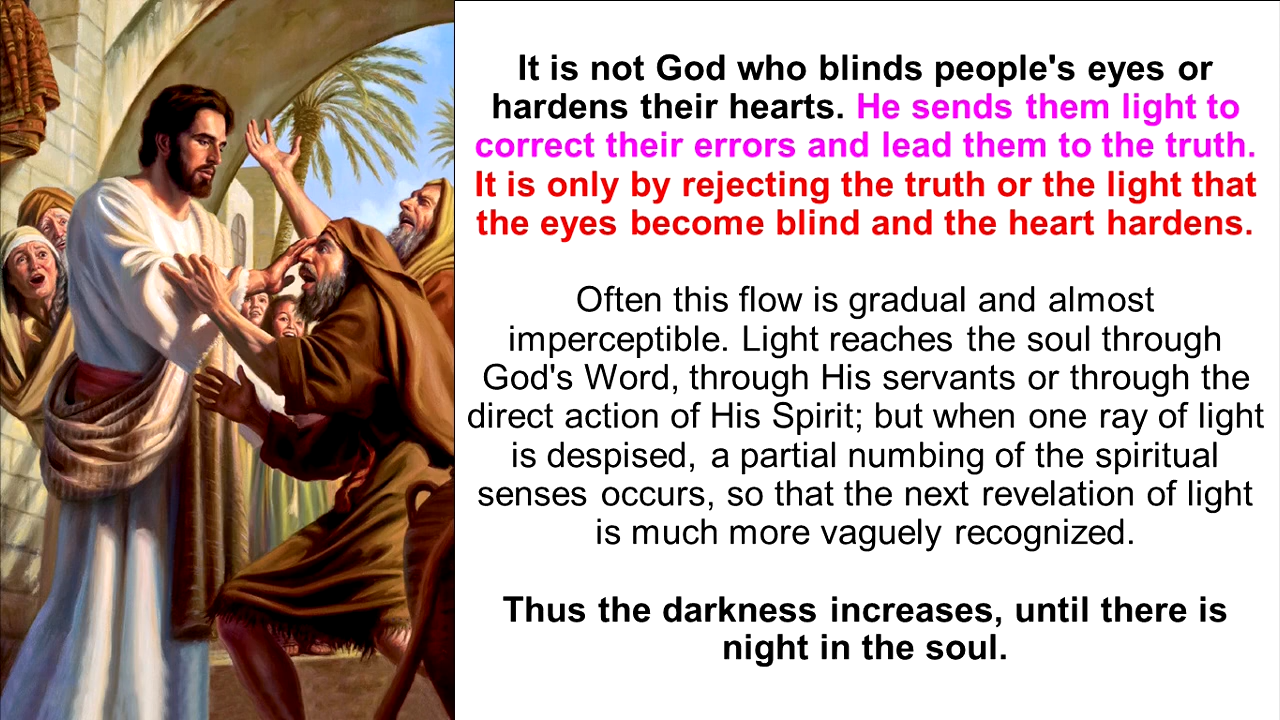 It is not God who blinds people's eyes or
hardens their hearts. He sends them light to
correct their errors and lead them to the truth.
It is only by rejecting the truth or the light that
the eyes become blind and the heart hardens.
Often this flow is gradual and almost
imperceptible. Light reaches the soul through
God's Word, through His servants or through the
direct action of His Spirit; but when one ray of light
is despised, a partial numbing of the spiritual
senses occurs, so that the next revelation of light
is much more vaguely recognized.
Thus the darkness increases, until there is
night in the soul.